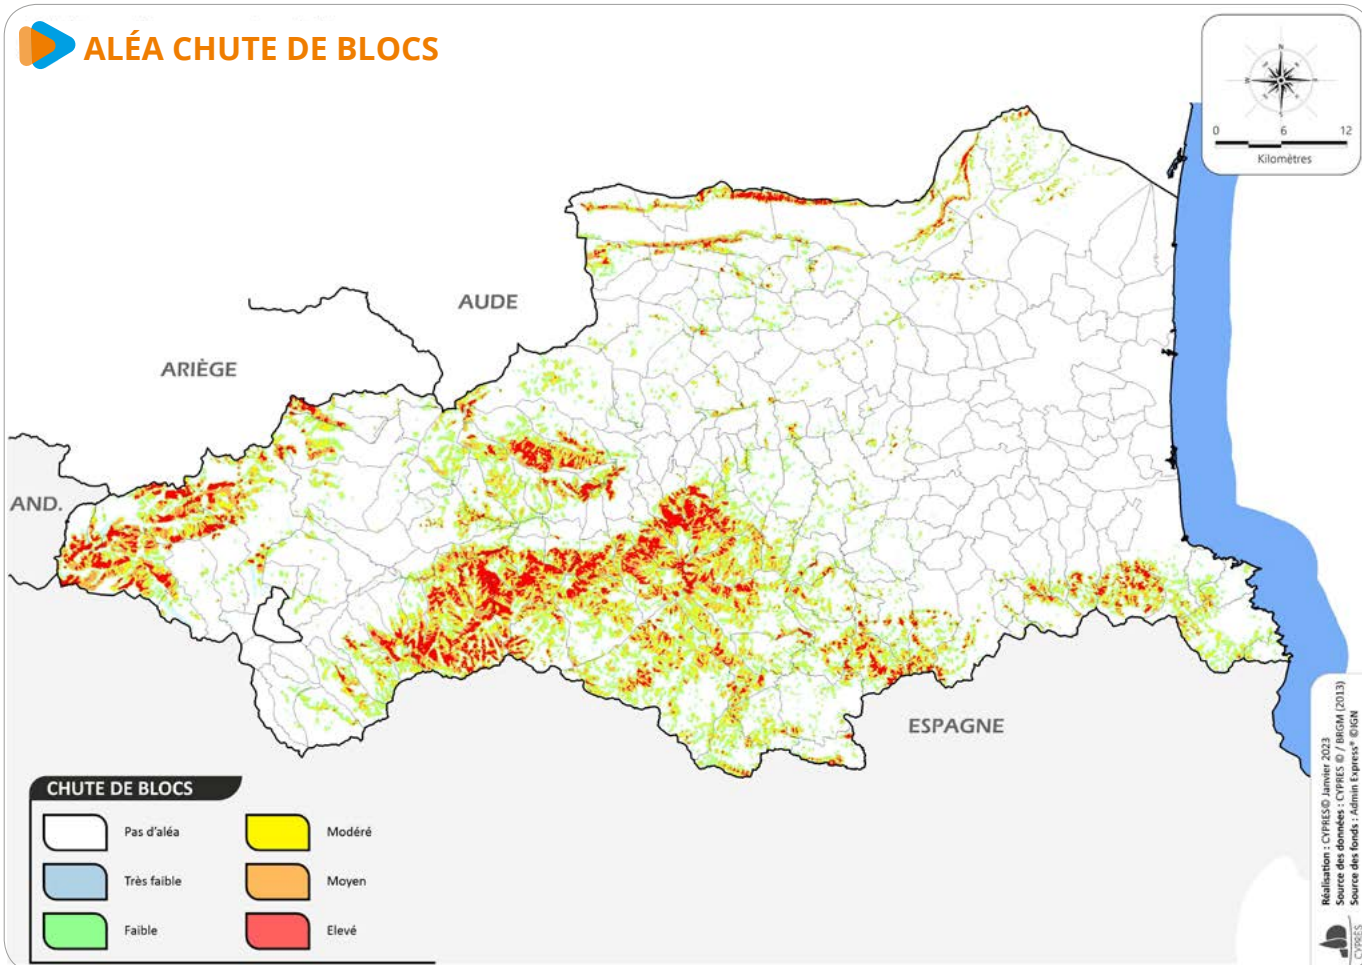 ALÉA CHUTE DE BLOCS
N
W
S
0 6 12
Kilomètres
AUDE
ARIÈGE
AND.
ESPAGNE
CHUTE DE BLOCS
Pas d'aléa
Modéré
Très faible
Moyen
Faible
Elevé
Réalisation : CYPRES© Janvier 2023
Source des données : CYPRES © / BRGM (2013)
Source des fonds : Admin Express® ©IGN
CYPRES